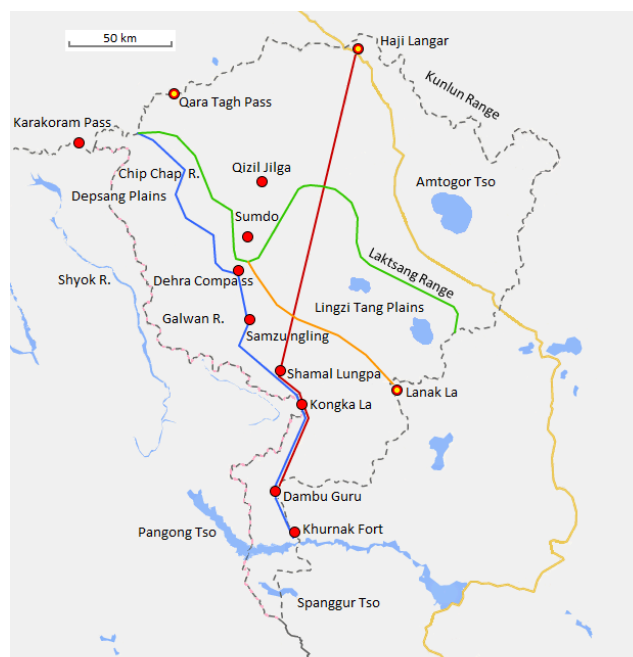 50 km
Haji Langar
Kunlun Range
Qara Tagh Pass
Karakoram Pass
Chip Chap R.
Qizil Jilga
Amtogor Tso
Depsang Plains
Sumdo
Laktsang Range
Shyok R.
Dehra Compass
Lingzi Tang Plains
Galwan R.
Samzungling
Shamal Lungpa
Lanak La
Kongka La
Dambu Guru
Pangong Tso
Khurnak Fort
Spanggur Tso